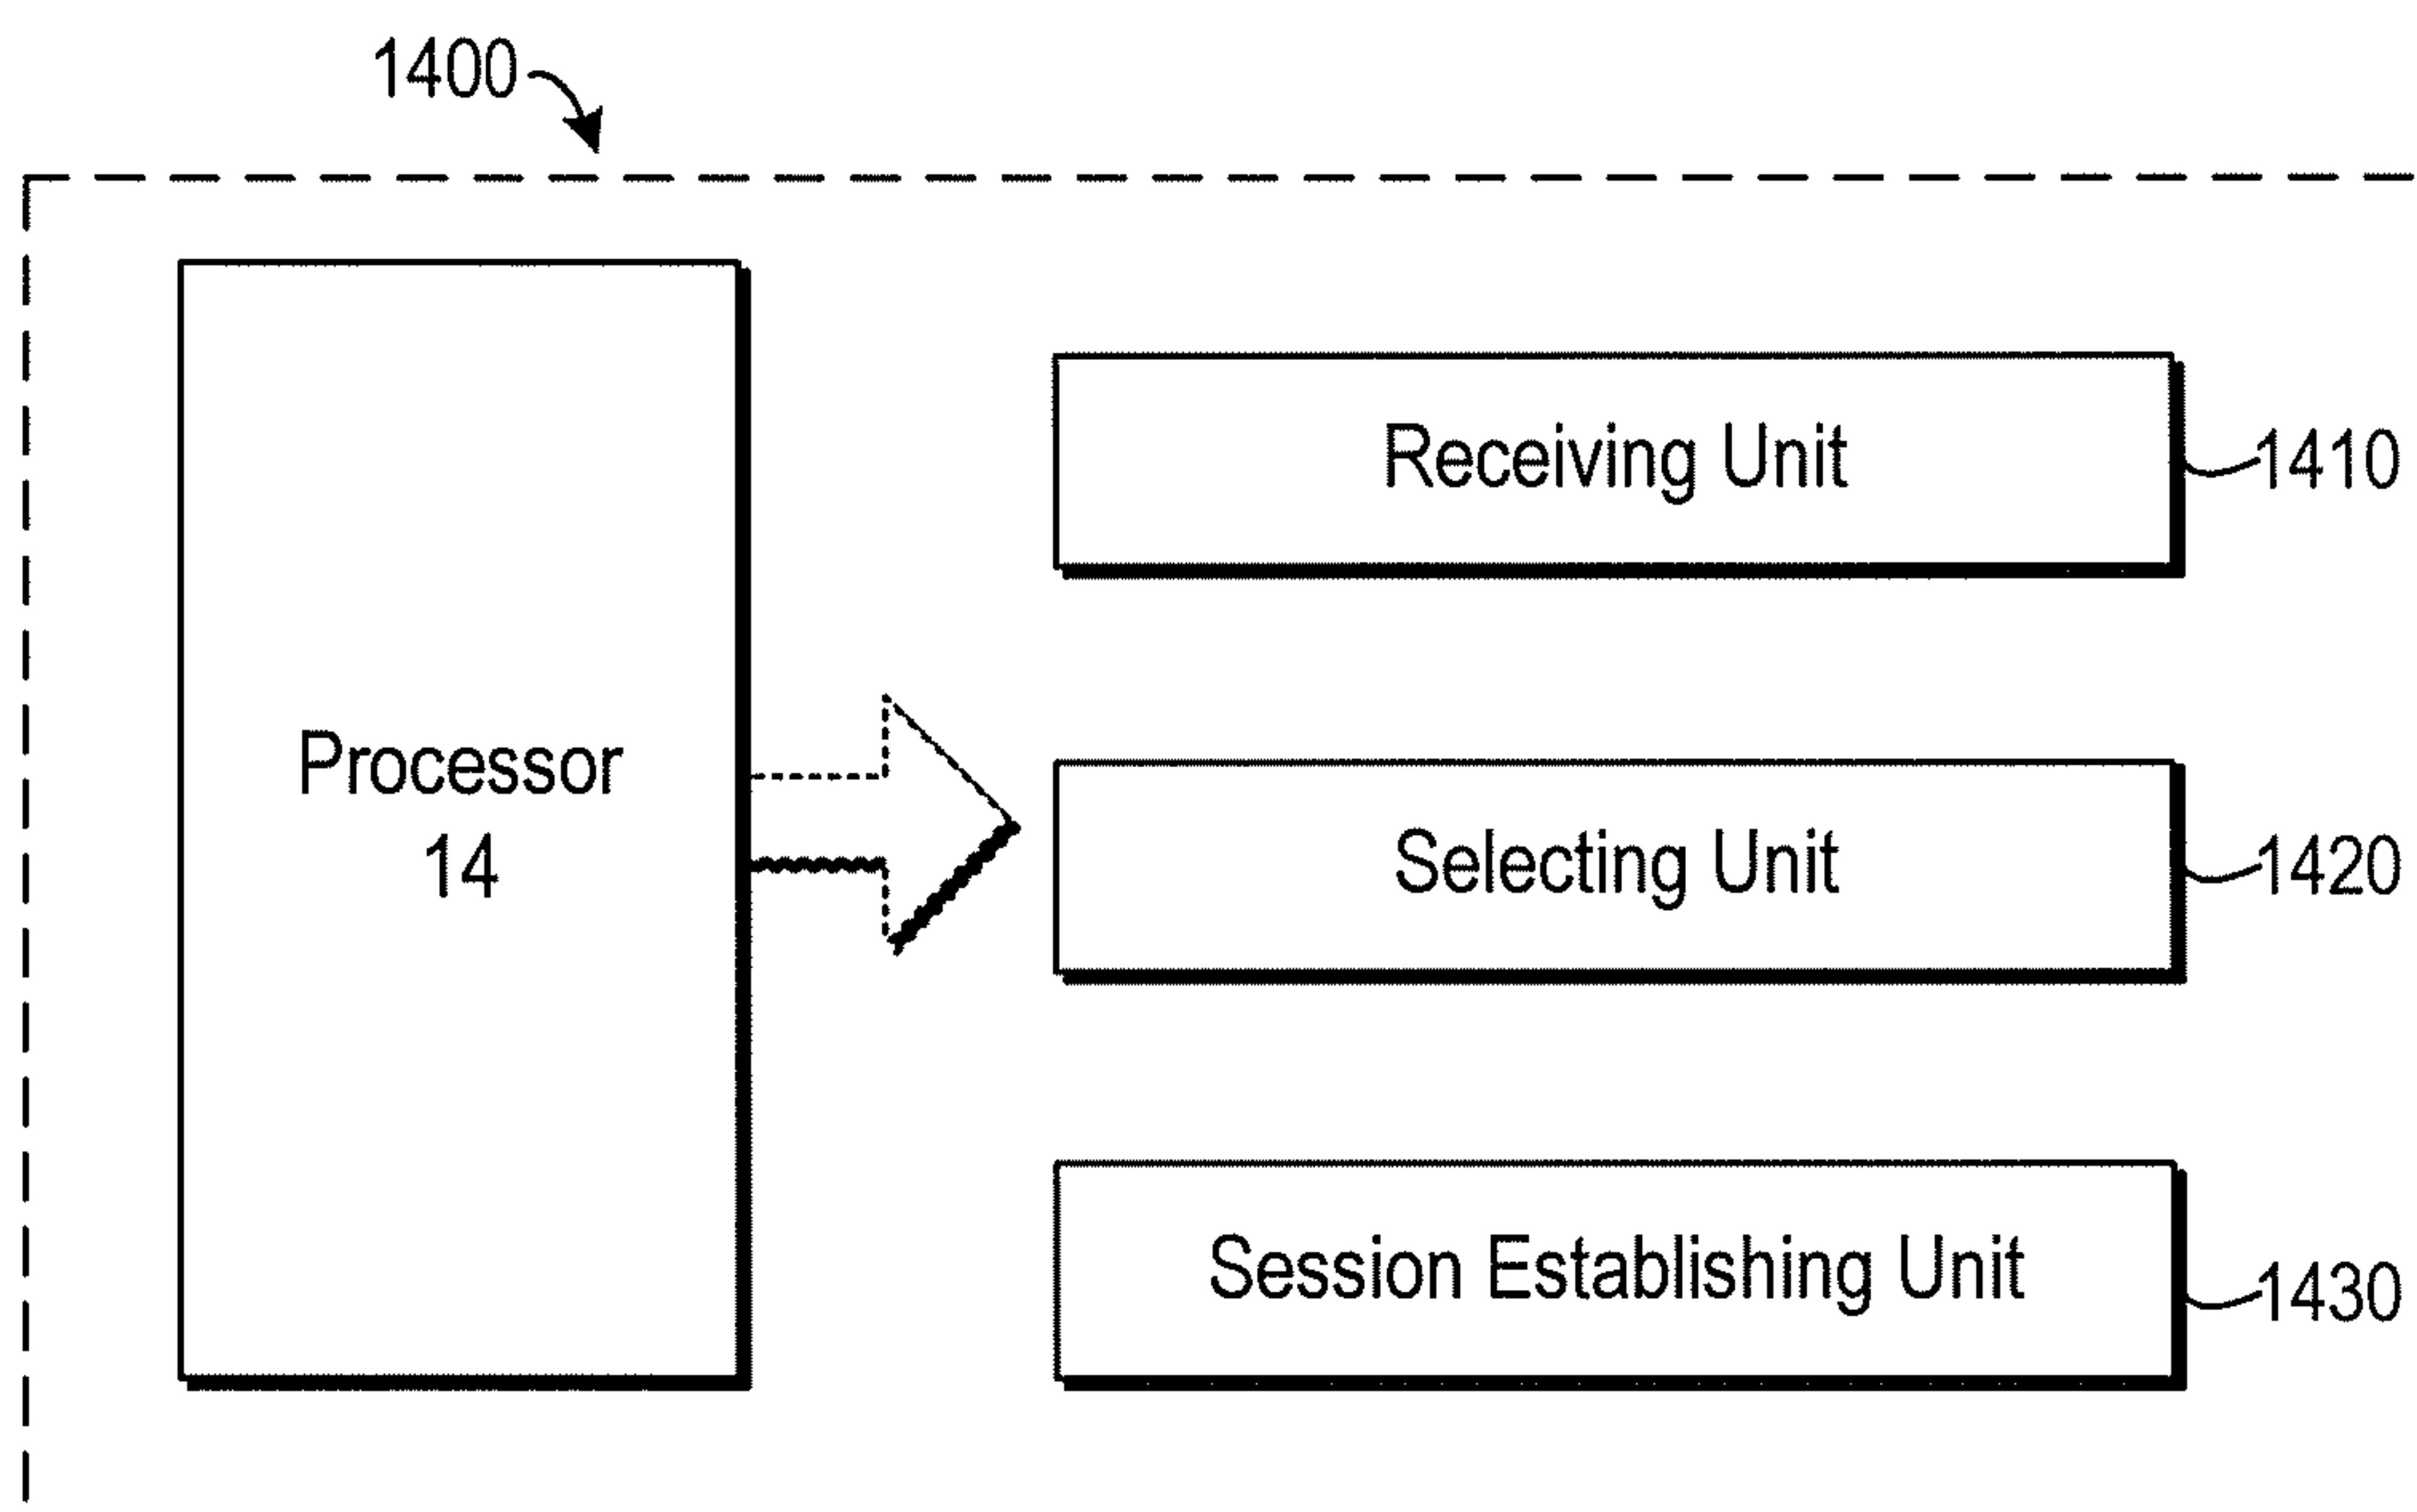 1400
Receiving Unit
1410
Processor
14
Selecting Unit
1420
Session Establishing Unit
1430